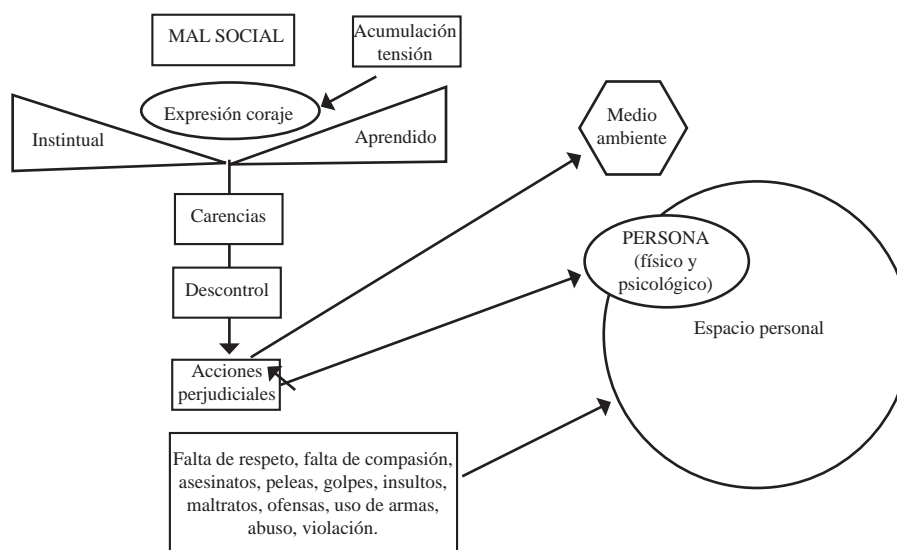 MAL SOCIAL
Acumulación
tensión
Expresión coraje
Instintual
Aprendido
Medio
ambiente
Carencias
PERSONA
(físico y
psicológico)
Descontrol
Espacio personal
Acciones
perjudiciales
Falta de respeto, falta de compasión,
asesinatos, peleas, golpes, insultos,
maltratos, ofensas, uso de armas,
abuso, violación.